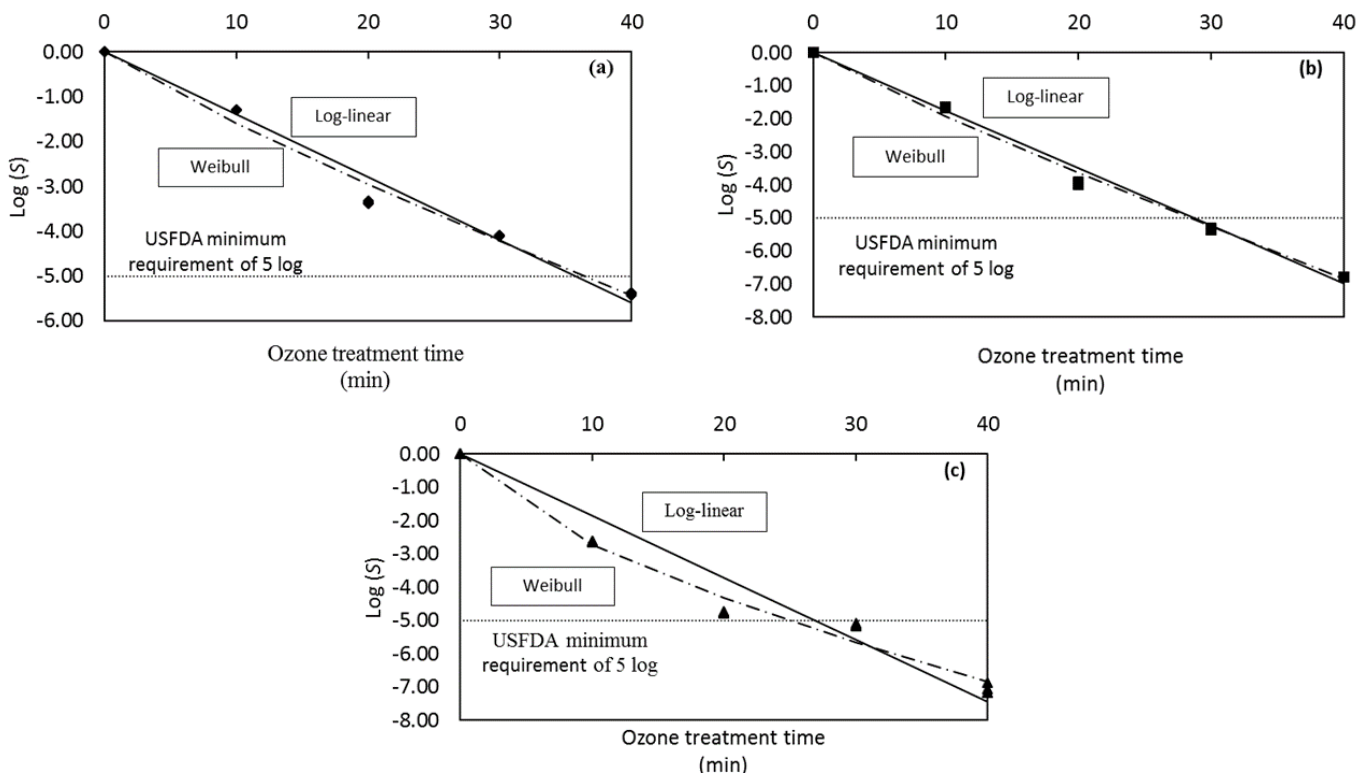 0 10 20 30 40
0.00
-1.00
-2.00
-3.00
-4.00
-5.00
-6.00
Log (S)
(a)
Log-linear
Weibull
USFDA minimum
requirement of 5 log
Ozone treatment time
(min)
0 10 20 30 40
0.00
-1.00
-2.00
-3.00
-4.00
-5.00
-6.00
-7.00
-8.00
Log (S)
(b)
Log-linear
Weibull
USFDA minimum
requirement of 5 log
Ozone treatment time
(min)
0 10 20 30 40
0.00
-1.00
-2.00
-3.00
-4.00
-5.00
-6.00
-7.00
-8.00
Log (S)
(c)
Log-linear
Weibull
USFDA minimum
requirement of 5 log
Ozone treatment time
(min)